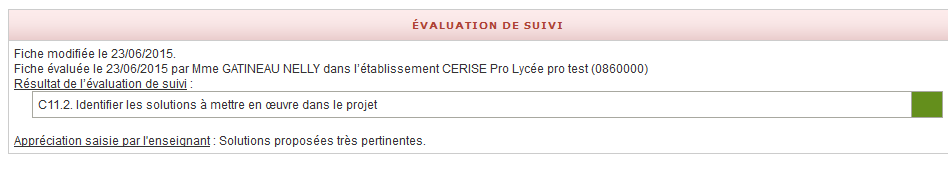 ÉVALUATION DE SUIVI
Fiche modifiée le 23/06/2015.
Fiche évaluée le 23/06/2015 par Mme GATINEAU NELLY dans l'établissement CERISE Pro Lycée pro test (0860000)
Résultat de l'évaluation de suivi :
C11.2. Identifier les solutions à mettre en œuvre dans le projet
Appréciation saisie par l'enseignant : Solutions proposées très pertinentes.